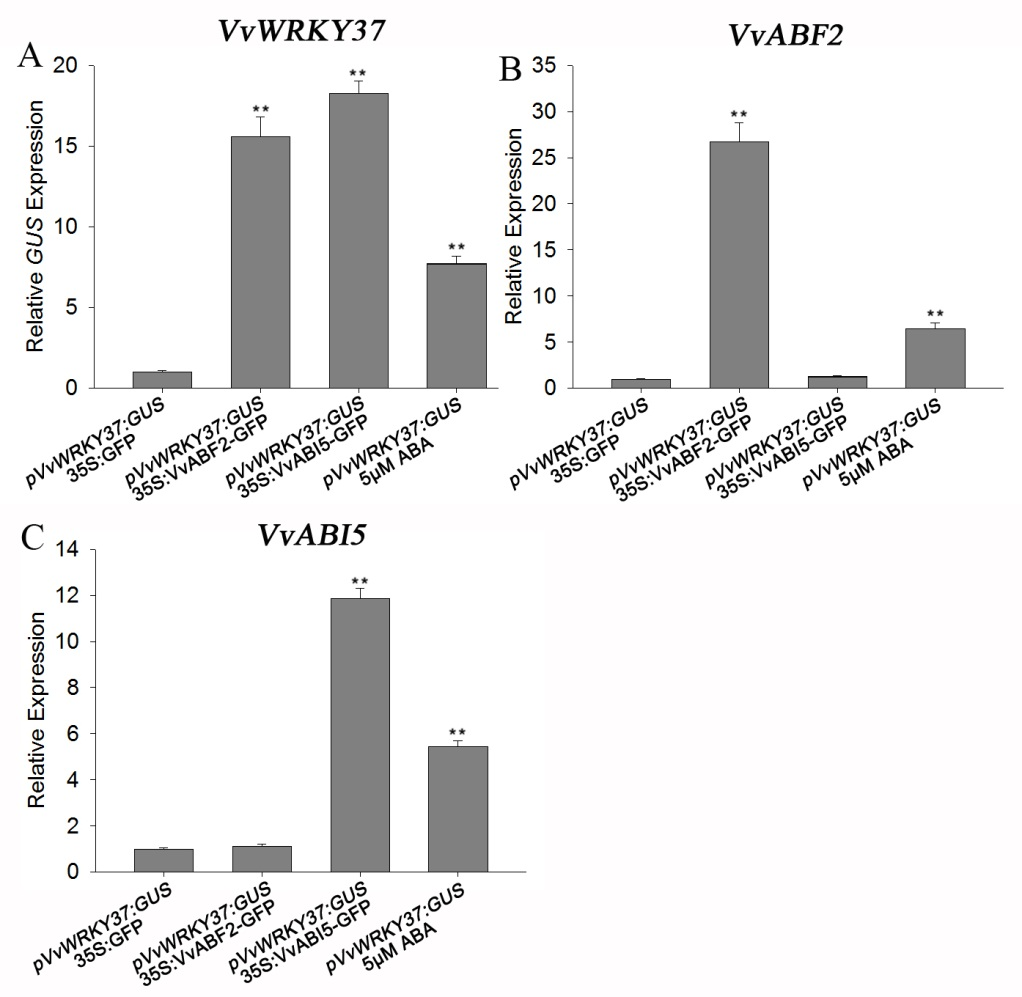 A
VvWRKY37
Relative GUS Expression
20
15
10
5
0
**
**
**
pVvWRKY37:GUS
35S:GFP
pVvWRKY37:GUS
35S:VvABF2-GFP
pVvWRKY37:GUS
35S:VvABI5-GFP
pVvWRKY37:GUS
5μM ABA
B
VvABF2
Relative Expression
35
30
25
20
15
10
5
0
**
**
pVvWRKY37:GUS
35S:GFP
pVvWRKY37:GUS
35S:VvABF2-GFP
pVvWRKY37:GUS
35S:VvABI5-GFP
pVvWRKY37:GUS
5μM ABA
C
VvABI5
Relative Expression
14
12
10
8
6
4
2
0
**
**
pVvWRKY37:GUS
35S:GFP
pVvWRKY37:GUS
35S:VvABF2-GFP
pVvWRKY37:GUS
35S:VvABI5-GFP
pVvWRKY37:GUS
5μM ABA